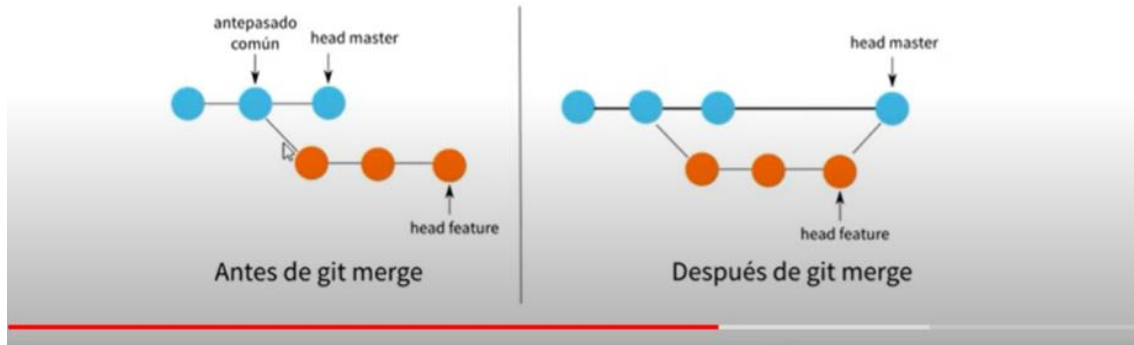 antepasado
común
head master
head feature
Antes de git merge
head master
head feature
Después de git merge